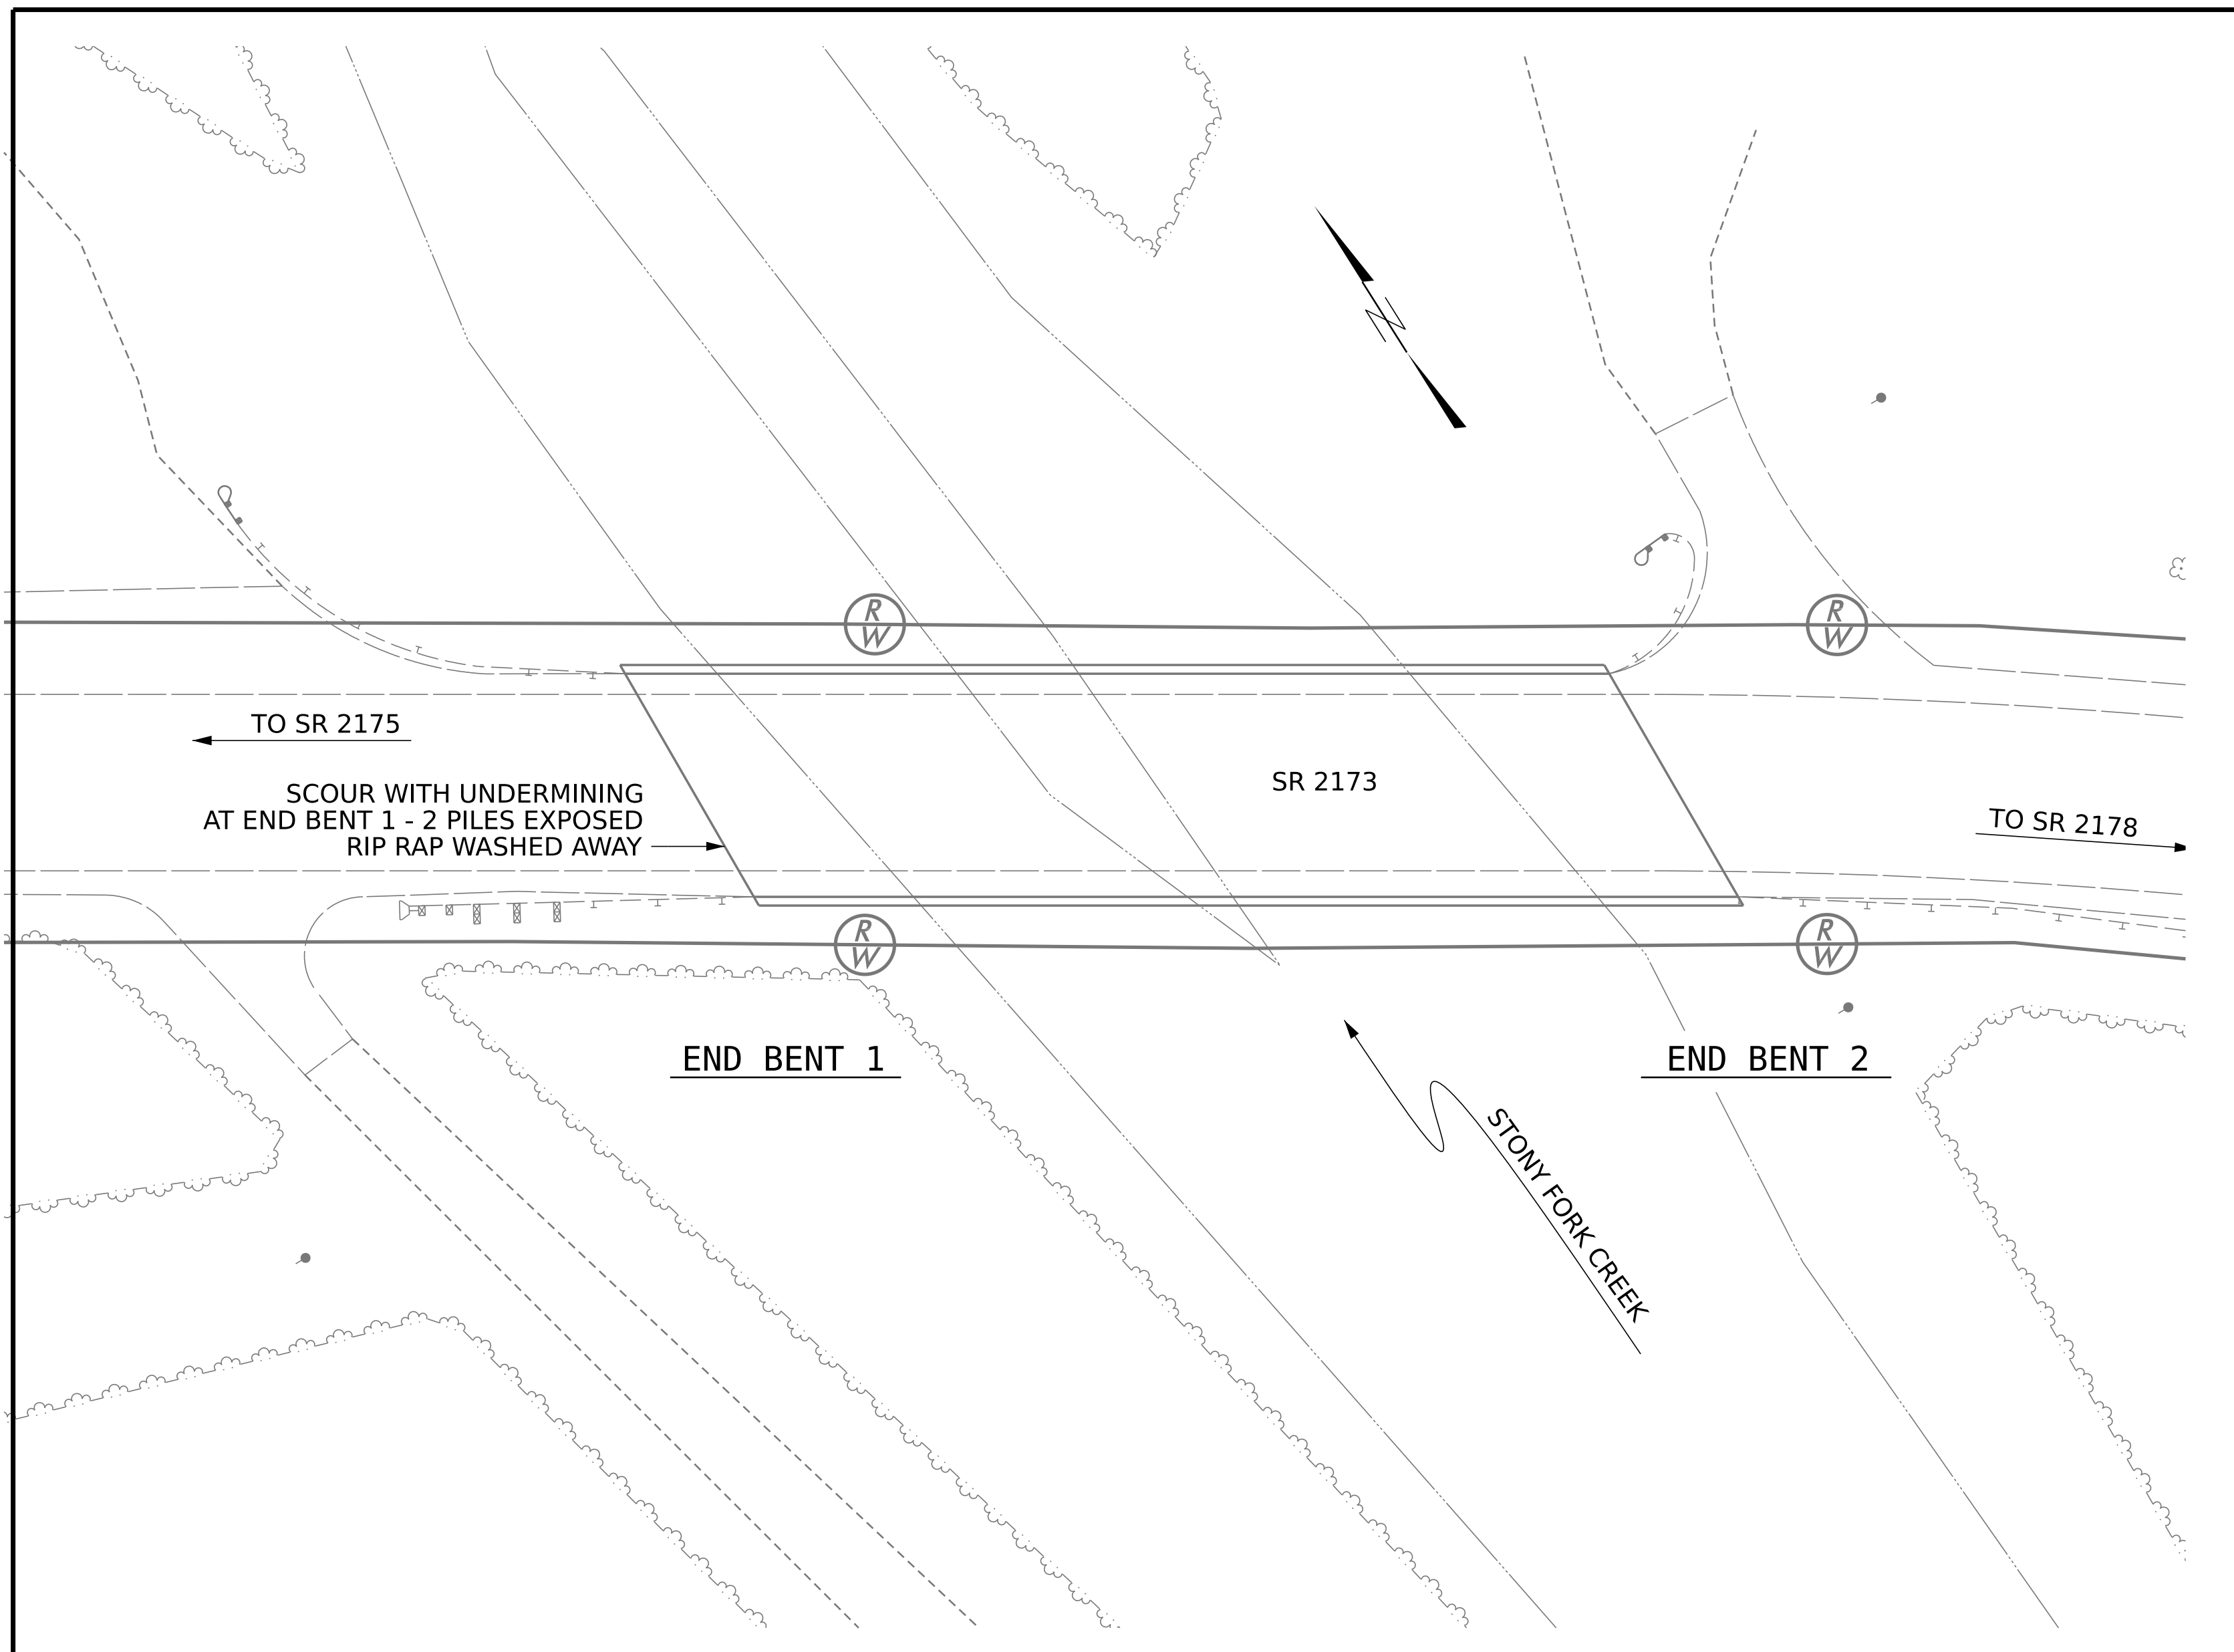 N
R
W
R
W
TO SR 2175
SR 2173
SCOUR WITH UNDERMINING
AT END BENT 1 - 2 PILES EXPOSED
RIP RAP WASHED AWAY
TO SR 2178
R
W
R
W
END BENT 1
END BENT 2
STONY FORK CREEK